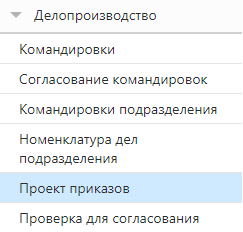 Делопроизводство
Командировки
Согласование командировок
Командировки подразделения
Номенклатура дел
подразделения
Проект приказов
Проверка для согласования